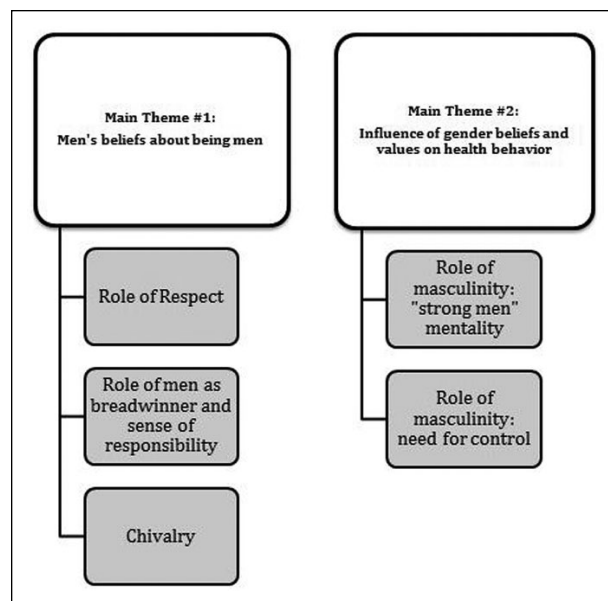 Main Theme #1:
Men's beliefs about being men
Role of Respect
Role of men as
breadwinner and
sense of
responsibility
Chivalry
Main Theme #2:
Influence of gender beliefs and
values on health behavior
Role of
masculinity:
"strong men"
mentality
Role of
masculinity:
need for control